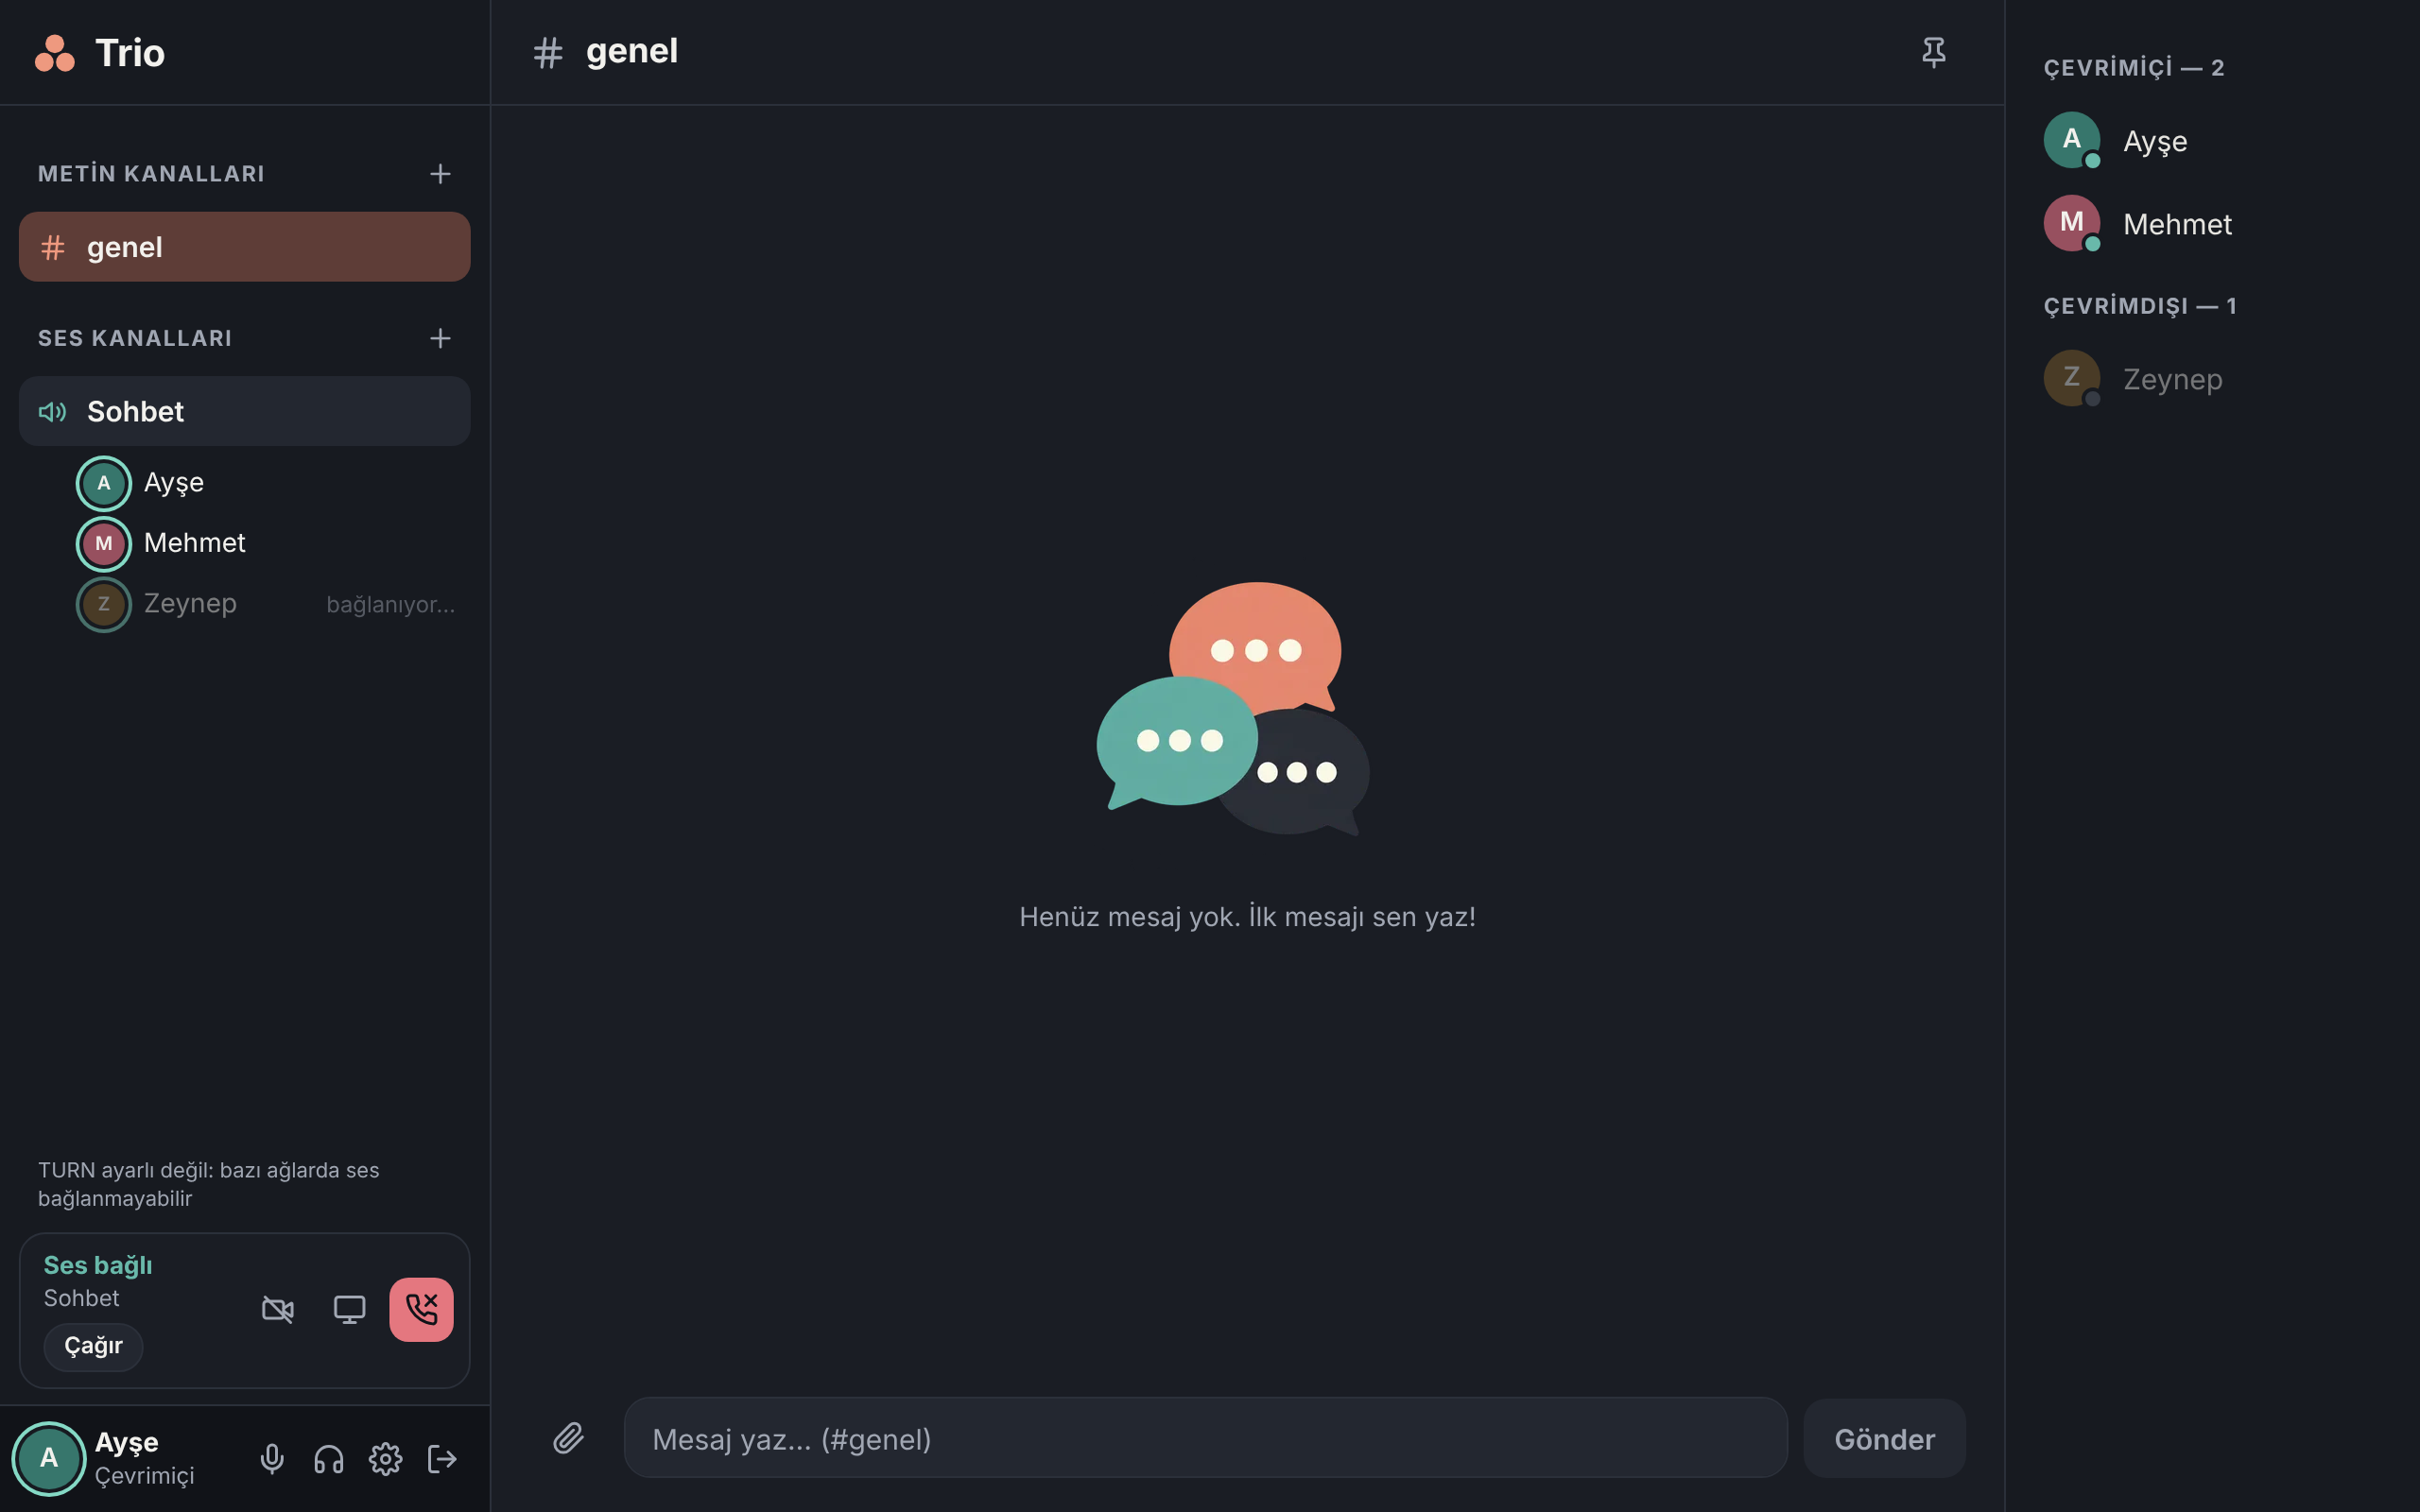 Trio
METİN KANALLARI
# genel
SES KANALLARI
Sohbet
A Ayşe
M Mehmet
Z Zeynep bağlanıyor...
TURN ayarlı değil: bazı ağlarda ses
bağlanmayabilir
Ses bağlı
Sohbet
Çağır
A Ayşe
Çevrimiçi
# genel
Henüz mesaj yok. İlk mesajı sen yaz!
Mesaj yaz... (#genel)
Gönder
ÇEVRİMİÇİ — 2
A Ayşe
M Mehmet
ÇEVRİMDIŞI — 1
Z Zeynep